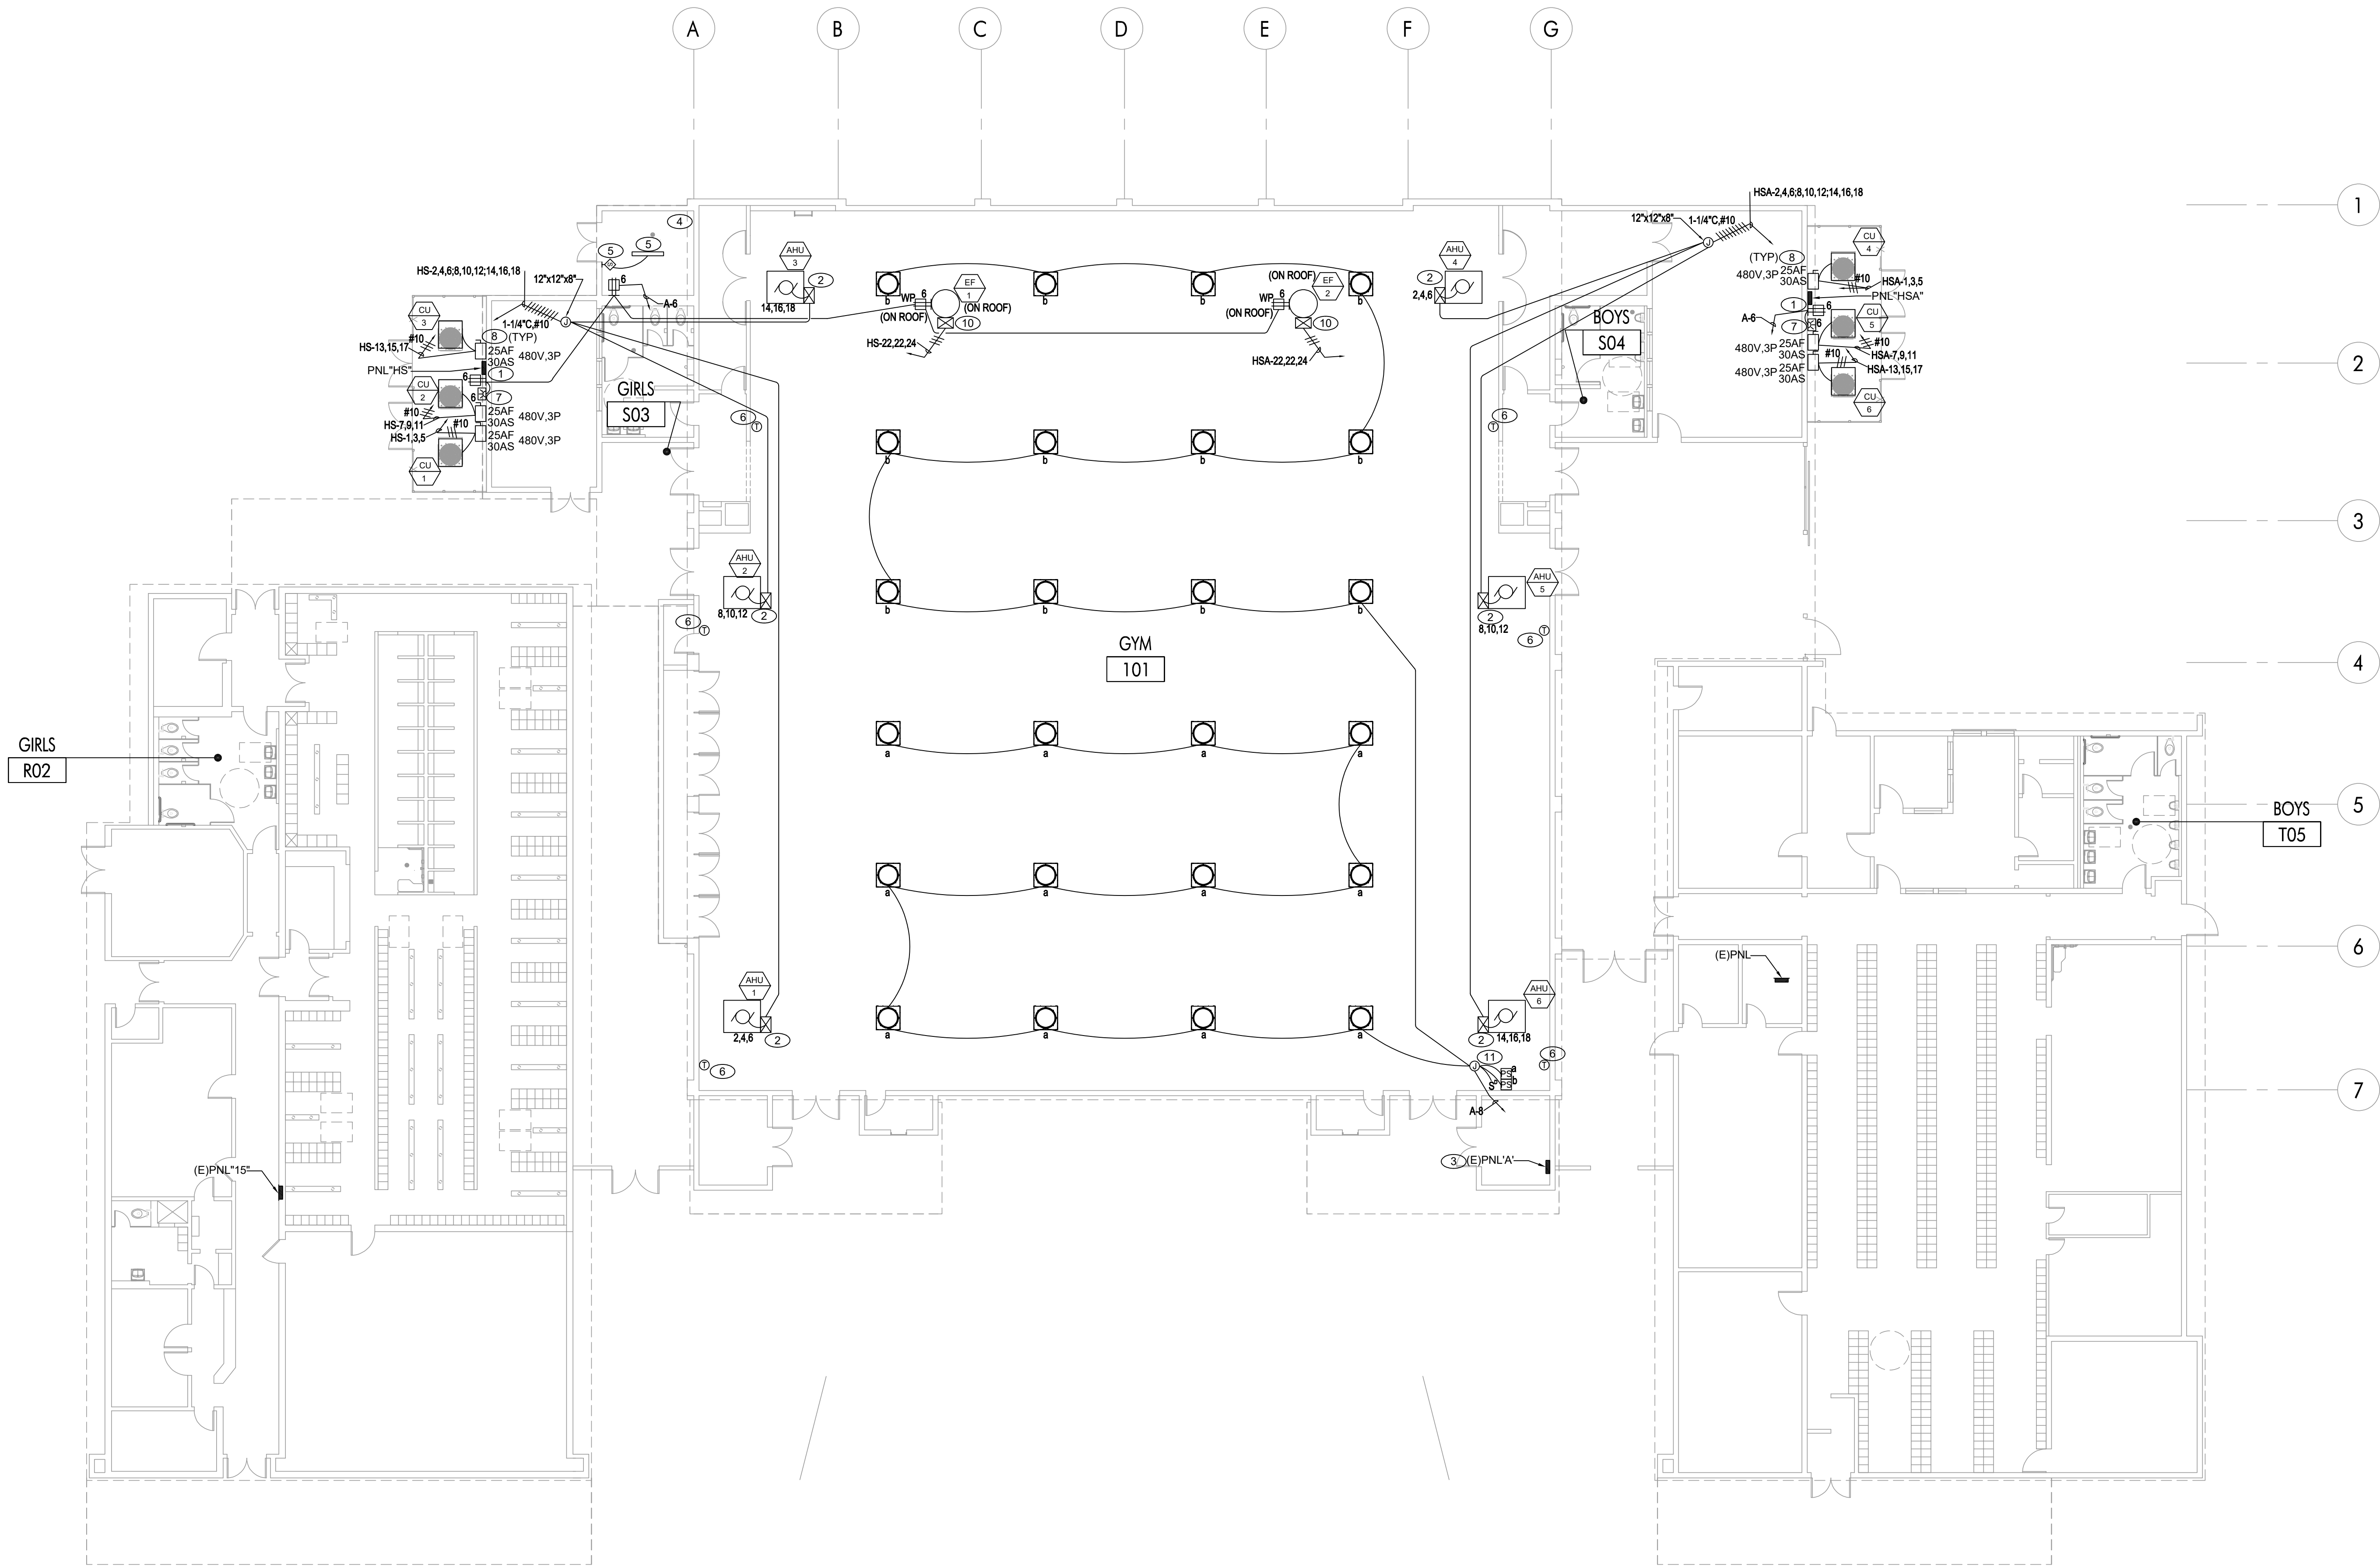 A
B
C
D
E
F
G
1
2
3
4
5
6
7
4
5
5
HS-2,4,6;8,10,12;14,16,18
12"x12"x8"
J
1-1/4"C,#10
8
(TYP)
6
A-6
CU
3
#10
HS-13,15,17
25AF
30AS
480V,3P
PNL"HS"
1
6
CU
2
6
7
#10
HS-7,9,11
25AF
30AS
480V,3P
HS-1,3,5
#10
25AF
30AS
480V,3P
CU
1
GIRLS
S03
AHU
3
2
14,16,18
WP
6
(ON ROOF)
EF
1
(ON ROOF)
10
HS-22,22,24
(ON ROOF)
EF
2
WP
6
(ON ROOF)
10
HSA-22,22,24
AHU
4
2
2,4,6
HSA-2,4,6;8,10,12;14,16,18
12"x12"x8"
1-1/4"C,#10
J
(TYP)
8
CU
4
480V,3P
25AF
30AS
#10
HSA-1,3,5
PNL"HSA"
1
6
A-6
7
6
CU
5
480V,3P
25AF
30AS
#10
HSA-7,9,11
#10
HSA-13,15,17
480V,3P
25AF
30AS
CU
6
BOYS
S04
6
T
6
T
b
b
b
b
b
b
b
b
AHU
2
8,10,12
2
6
T
AHU
5
2
8,10,12
6
T
b
b
b
b
GYM
101
a
a
a
a
GIRLS
R02
BOYS
T05
a
a
a
a
(E)PNL
AHU
1
2,4,6
2
T
6
AHU
6
2
14,16,18
6
T
a
a
a
a
11
J
PS
a
PS
b
S
A-8
3
(E)PNL'A'
(E)PNL"15"